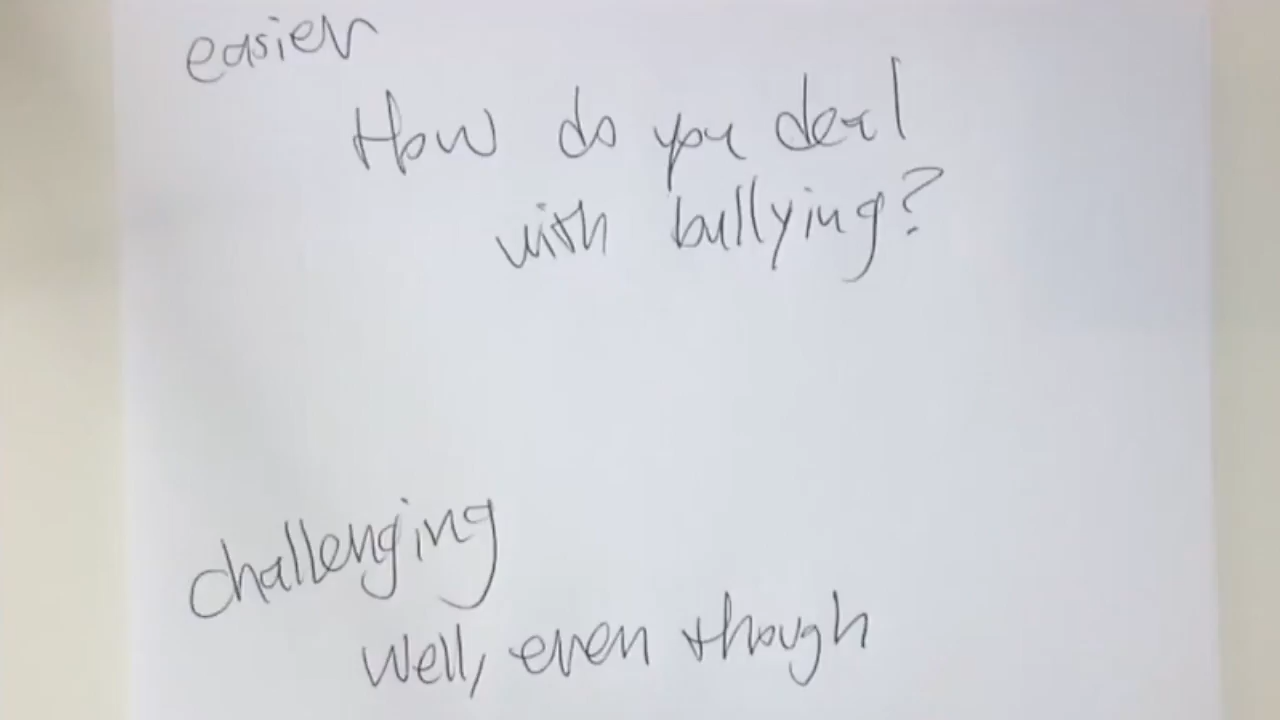 easier
How do you deal
with bullying?
challenging
Well, even though